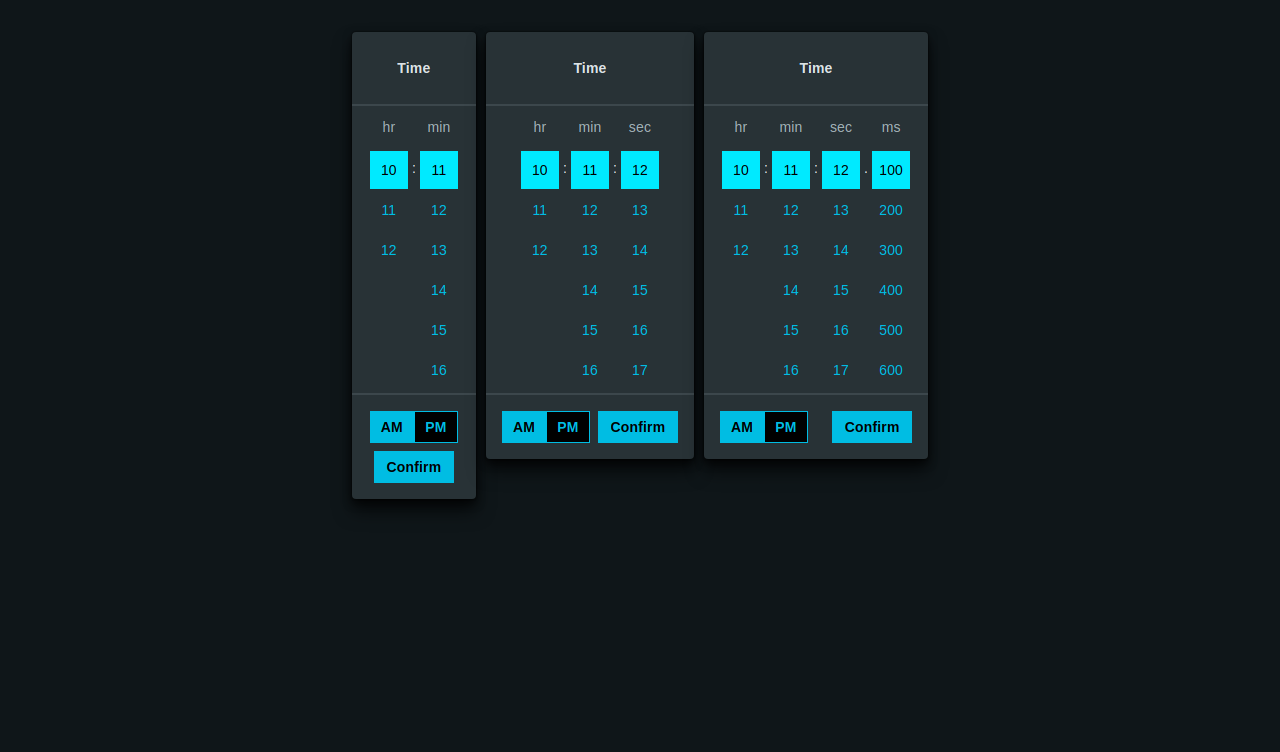 Time
hr min
10 : 11
11 12
12 13
14
15
16
AM PM
Confirm
Time
hr min sec
10 : 11 : 12
11 12 13
12 13 14
14 15
15 16
16 17
AM PM Confirm
Time
hr min sec ms
10 : 11 : 12 . 100
11 12 13 200
12 13 14 300
14 15 400
15 16 500
16 17 600
AM PM Confirm